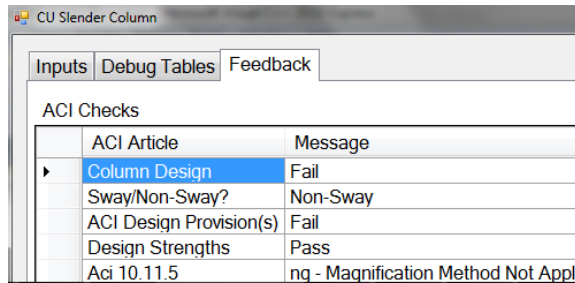 CU Slender Column
Inputs Debug Tables Feedback
ACI Checks
ACI Article Message
Column Design Fail
Sway/Non-Sway? Non-Sway
ACI Design Provision(s) Fail
Design Strengths Pass
Aci 10.11.5 ng - Magnification Method Not Appl